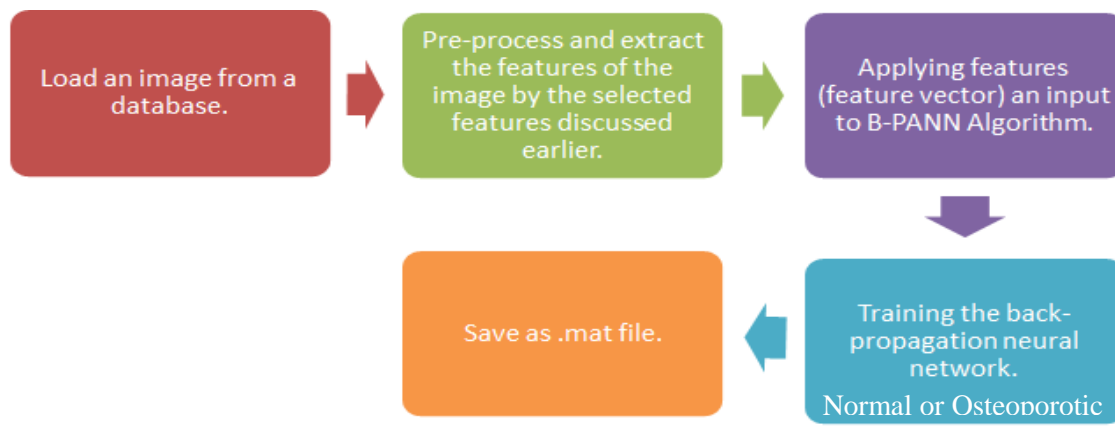 Load an image from a
database.
Pre-process and extract
the features of the
image by the selected
features discussed
earlier.
Applying features
(feature vector) an input
to B-PANN Algorithm.
Training the back-
propagation neural
network.
Normal or Osteoporotic
Save as .mat file.